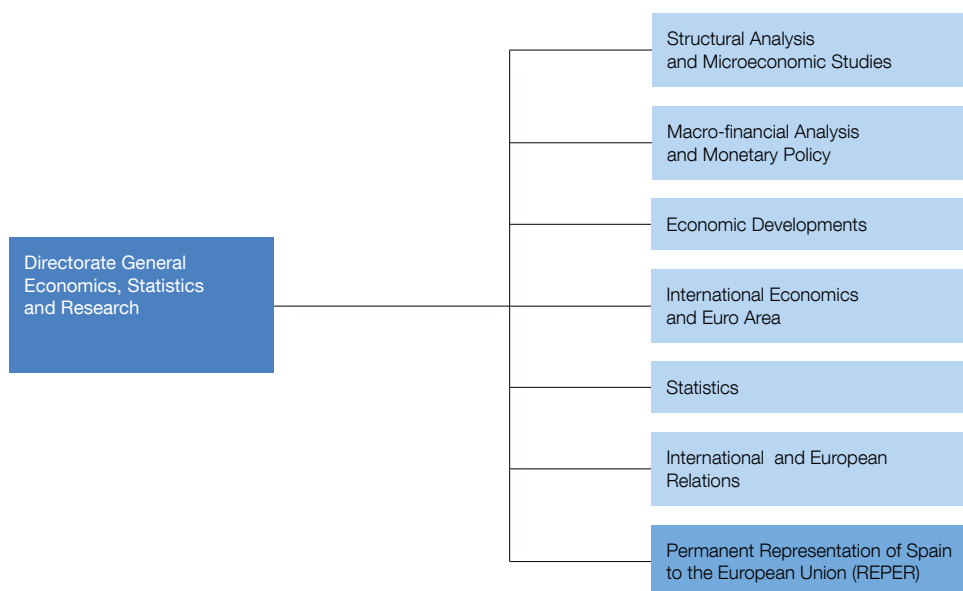 Structural Analysis
and Microeconomic Studies
Macro-financial Analysis
and Monetary Policy
Economic Developments
Directorate General
Economics, Statistics
and Research
International Economics
and Euro Area
Statistics
International and European
Relations
Permanent Representation of Spain
to the European Union (REPER)